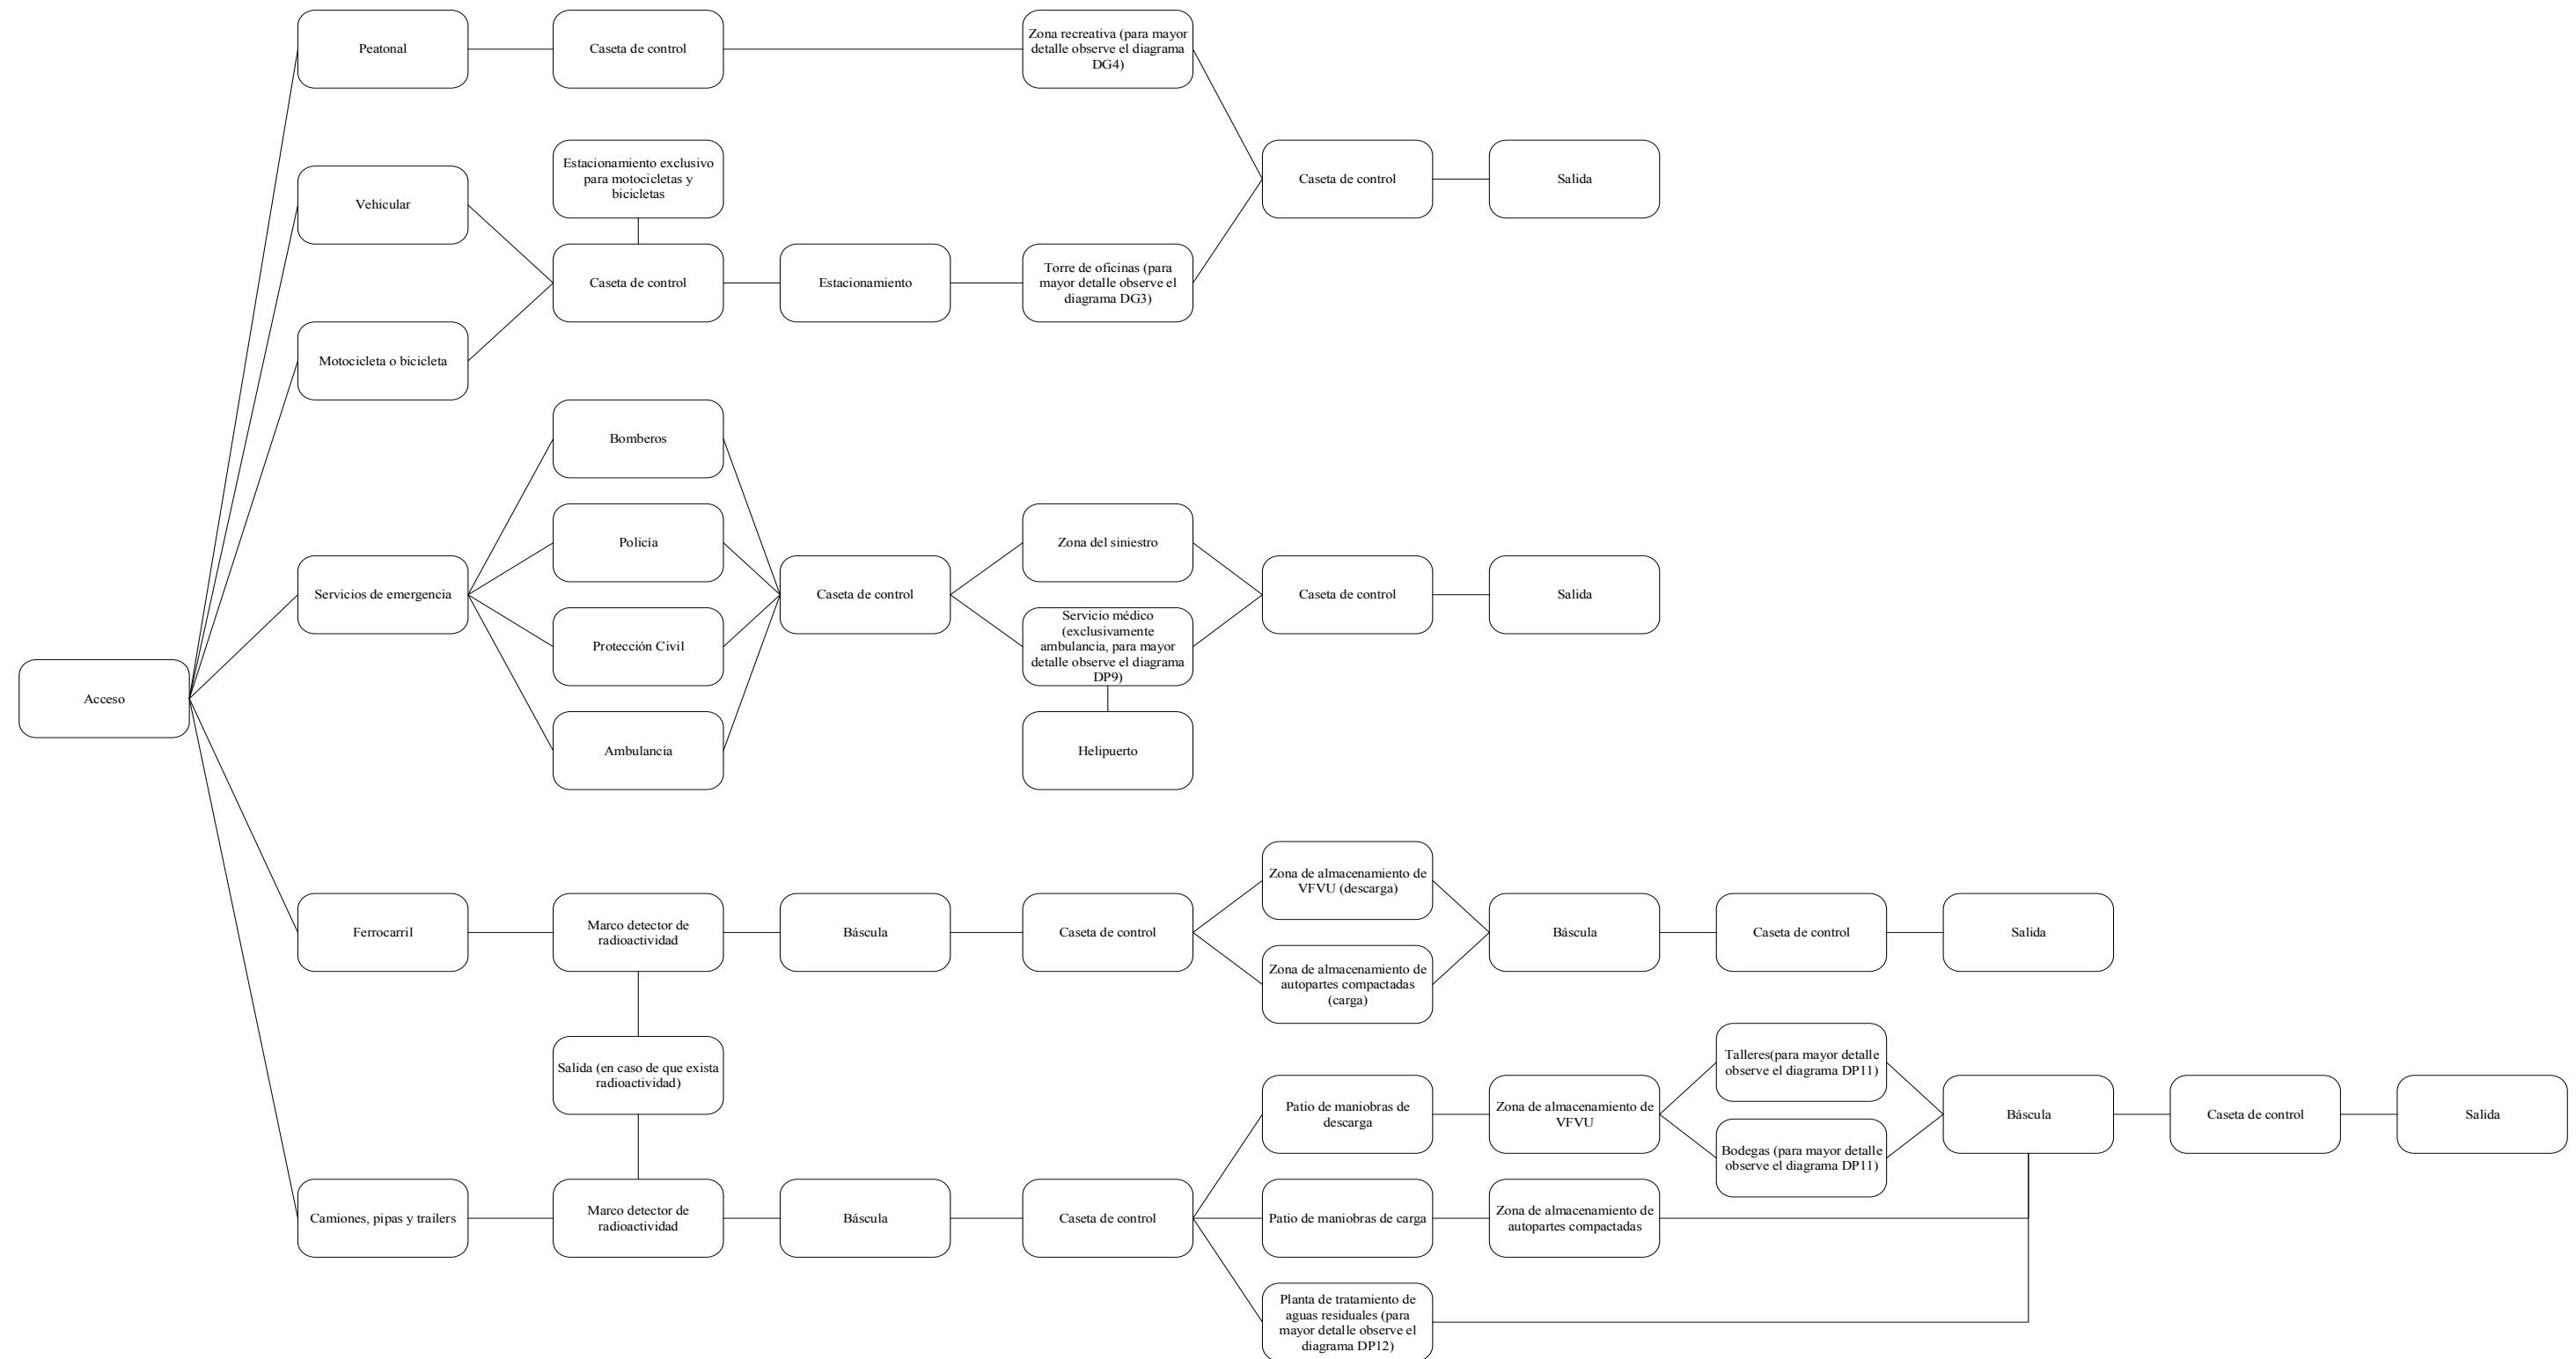 Peatonal
Caseta de control
Zona recreativa (para mayor
detalle observe el diagrama
DG4)
Estacionamiento exclusivo
para motocicletas y
bicicletas
Caseta de control
Salida
Vehicular
Caseta de control
Estacionamiento
Torre de oficinas (para
mayor detalle observe el
diagrama DG3)
Motocicleta o bicicleta
Bomberos
Policía
Zona del siniestro
Servicios de emergencia
Caseta de control
Caseta de control
Salida
Protección Civil
Servicio médico
(exclusivamente
ambulancia, para mayor
detalle observe el diagrama
DP9)
Acceso
Ambulancia
Helipuerto
Zona de almacenamiento de
VFVU (descarga)
Ferrocarril
Marco detector de
radioactividad
Báscula
Caseta de control
Báscula
Caseta de control
Salida
Zona de almacenamiento de
autopartes compactadas
(carga)
Salida (en caso de que exista
radioactividad)
Talleres(para mayor detalle
observe el diagrama DP11)
Patio de maniobras de
descarga
Zona de almacenamiento de
VFVU
Báscula
Caseta de control
Salida
Bodegas (para mayor detalle
observe el diagrama DP11)
Camiones, pipas y trailers
Marco detector de
radioactividad
Báscula
Caseta de control
Patio de maniobras de carga
Zona de almacenamiento de
autopartes compactadas
Planta de tratamiento de
aguas residuales (para
mayor detalle observe el
diagrama DP12)